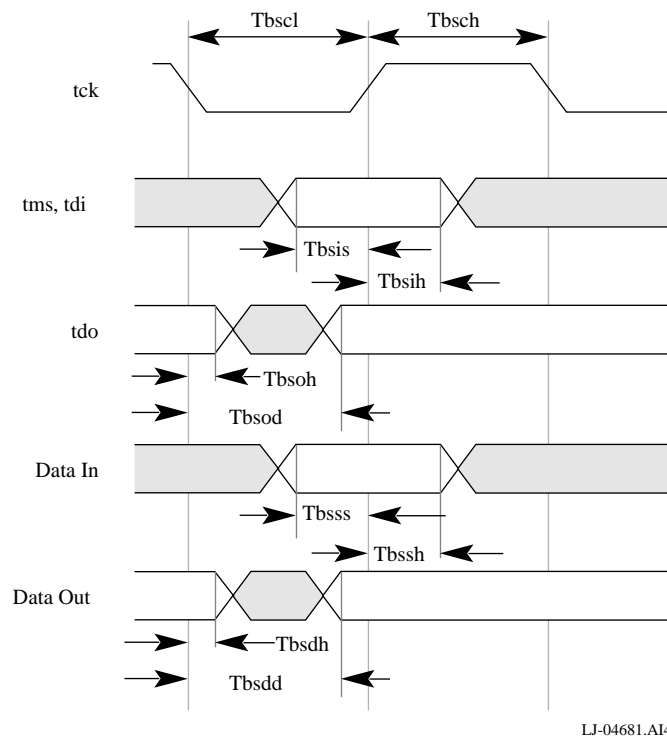 Tbscl Tbsch
tck
tms, tdi
Tbsis
Tbsih
tdo
Tbsoh
Tbsod
Data In
Tbsss
Tbssh
Data Out
Tbsdh
Tbsdd
LJ-04681.AI4